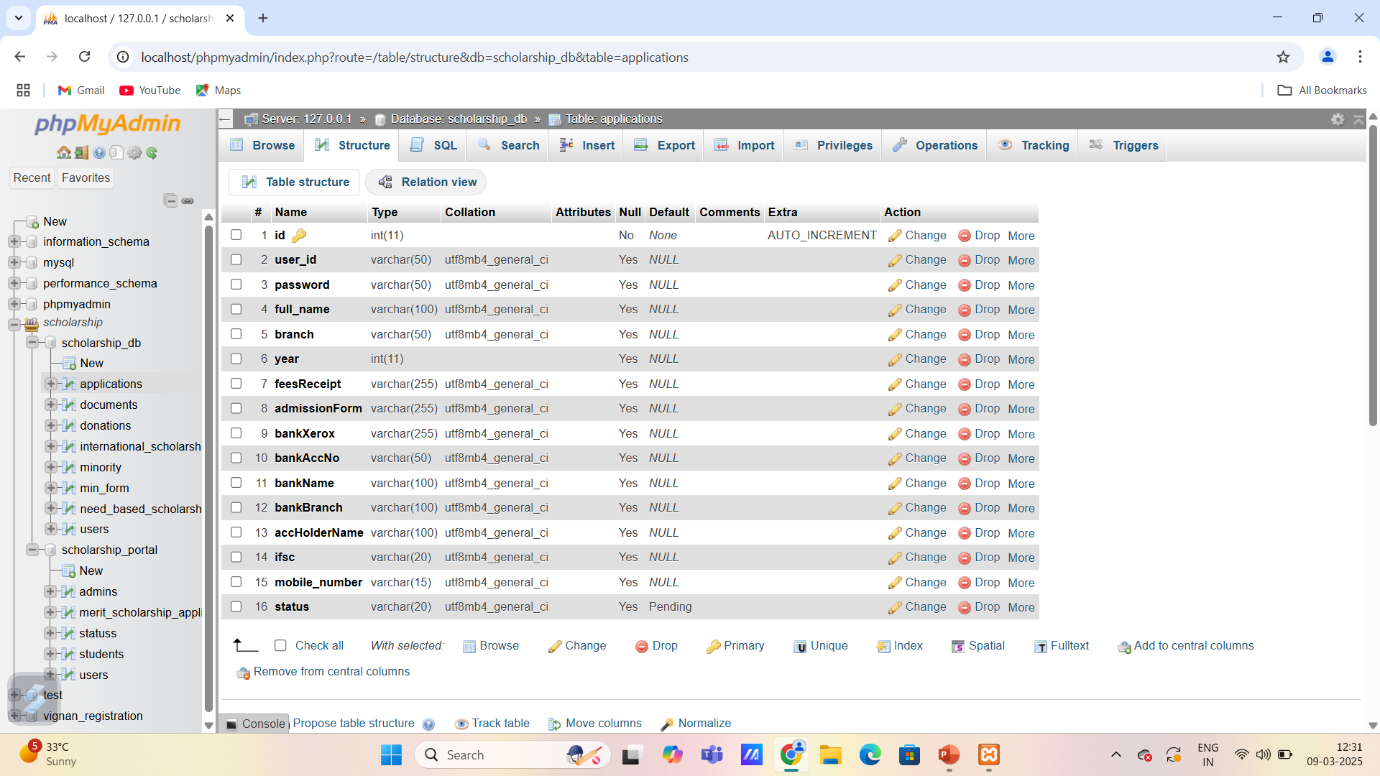 localhost / 127.0.0.1 / scholarsh
localhost/phpmyadmin/index.php?route=/table/structure&db=scholarship_db&table=applications
Gmail YouTube Maps All Bookmarks
phpMyAdmin
Recent Favorites
New
information_schema
mysql
performance_schema
phpmyadmin
scholarship
scholarship_db
New
applications
documents
donations
international_scholarsh
minority
min_form
need_based_scholarsh
users
scholarship_portal
New
admins
merit_scholarship_appli
statuss
students
users
test
vignan_registration
Server: 127.0.0.1 » Database: scholarship_db » Table: applications
Browse Structure SQL Search Insert Export Import Privileges Operations Tracking Triggers
Table structure Relation view
# Name Type Collation Attributes Null Default Comments Extra Action
1 id int(11) No None AUTO_INCREMENT Change Drop More
2 user_id varchar(50) utf8mb4_general_ci Yes NULL Change Drop More
3 password varchar(50) utf8mb4_general_ci Yes NULL Change Drop More
4 full_name varchar(100) utf8mb4_general_ci Yes NULL Change Drop More
5 branch varchar(50) utf8mb4_general_ci Yes NULL Change Drop More
6 year int(11) Yes NULL Change Drop More
7 feesReceipt varchar(255) utf8mb4_general_ci Yes NULL Change Drop More
8 admissionForm varchar(255) utf8mb4_general_ci Yes NULL Change Drop More
9 bankXerox varchar(255) utf8mb4_general_ci Yes NULL Change Drop More
10 bankAccNo varchar(50) utf8mb4_general_ci Yes NULL Change Drop More
11 bankName varchar(100) utf8mb4_general_ci Yes NULL Change Drop More
12 bankBranch varchar(100) utf8mb4_general_ci Yes NULL Change Drop More
13 accHolderName varchar(100) utf8mb4_general_ci Yes NULL Change Drop More
14 ifsc varchar(20) utf8mb4_general_ci Yes NULL Change Drop More
15 mobile_number varchar(15) utf8mb4_general_ci Yes NULL Change Drop More
16 status varchar(20) utf8mb4_general_ci Yes Pending Change Drop More
Check all With selected: Browse Change Drop Primary Unique Index Spatial Fulltext Add to central columns
Remove from central columns
Console Propose table structure Track table Move columns Normalize
5 33°C
Sunny
Search
ENG
IN
12:31
09-03-2025